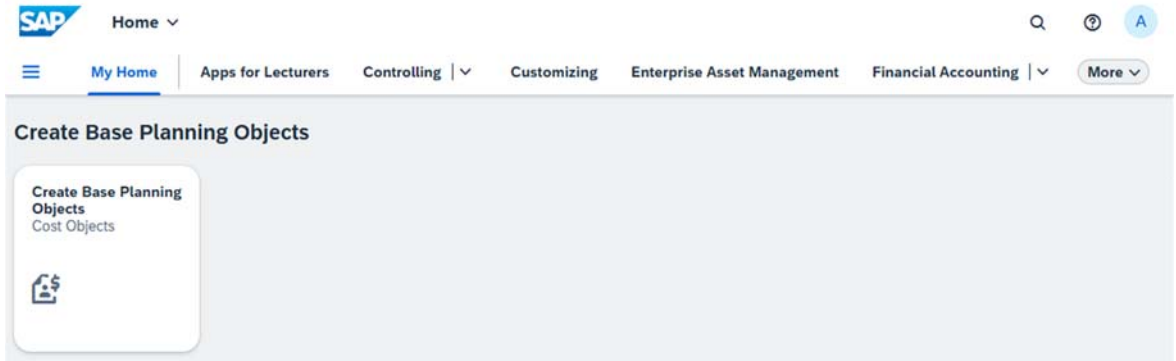 SAP Home A
My Home Apps for Lecturers Controlling Customizing Enterprise Asset Management Financial Accounting More
Create Base Planning Objects
Create Base Planning
Objects
Cost Objects